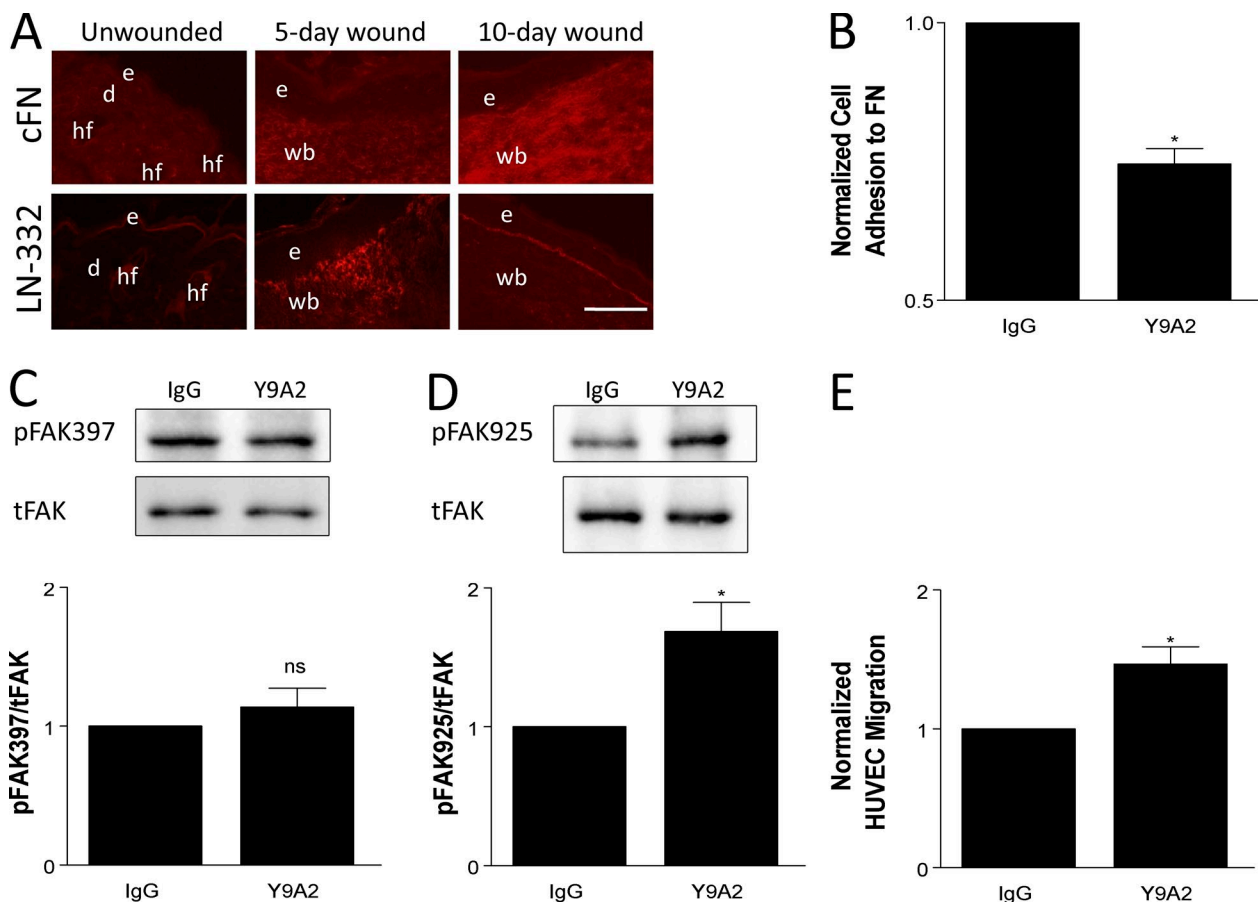 A
Unwounded
5-day wound
10-day wound
cFN
e
d
hf
hf
hf
e
wb
e
wb
LN-332
e
d
hf
hf
e
wb
e
wb
B
Normalized Cell
Adhesion to FN
1.0
0.5
*
IgG
Y9A2
C
IgG
Y9A2
pFAK397
tFAK
pFAK397/tFAK
2
1
0
ns
IgG
Y9A2
D
IgG
Y9A2
pFAK925
tFAK
pFAK925/tFAK
2
1
0
*
IgG
Y9A2
E
Normalized
HUVEC Migration
2
1
0
*
IgG
Y9A2